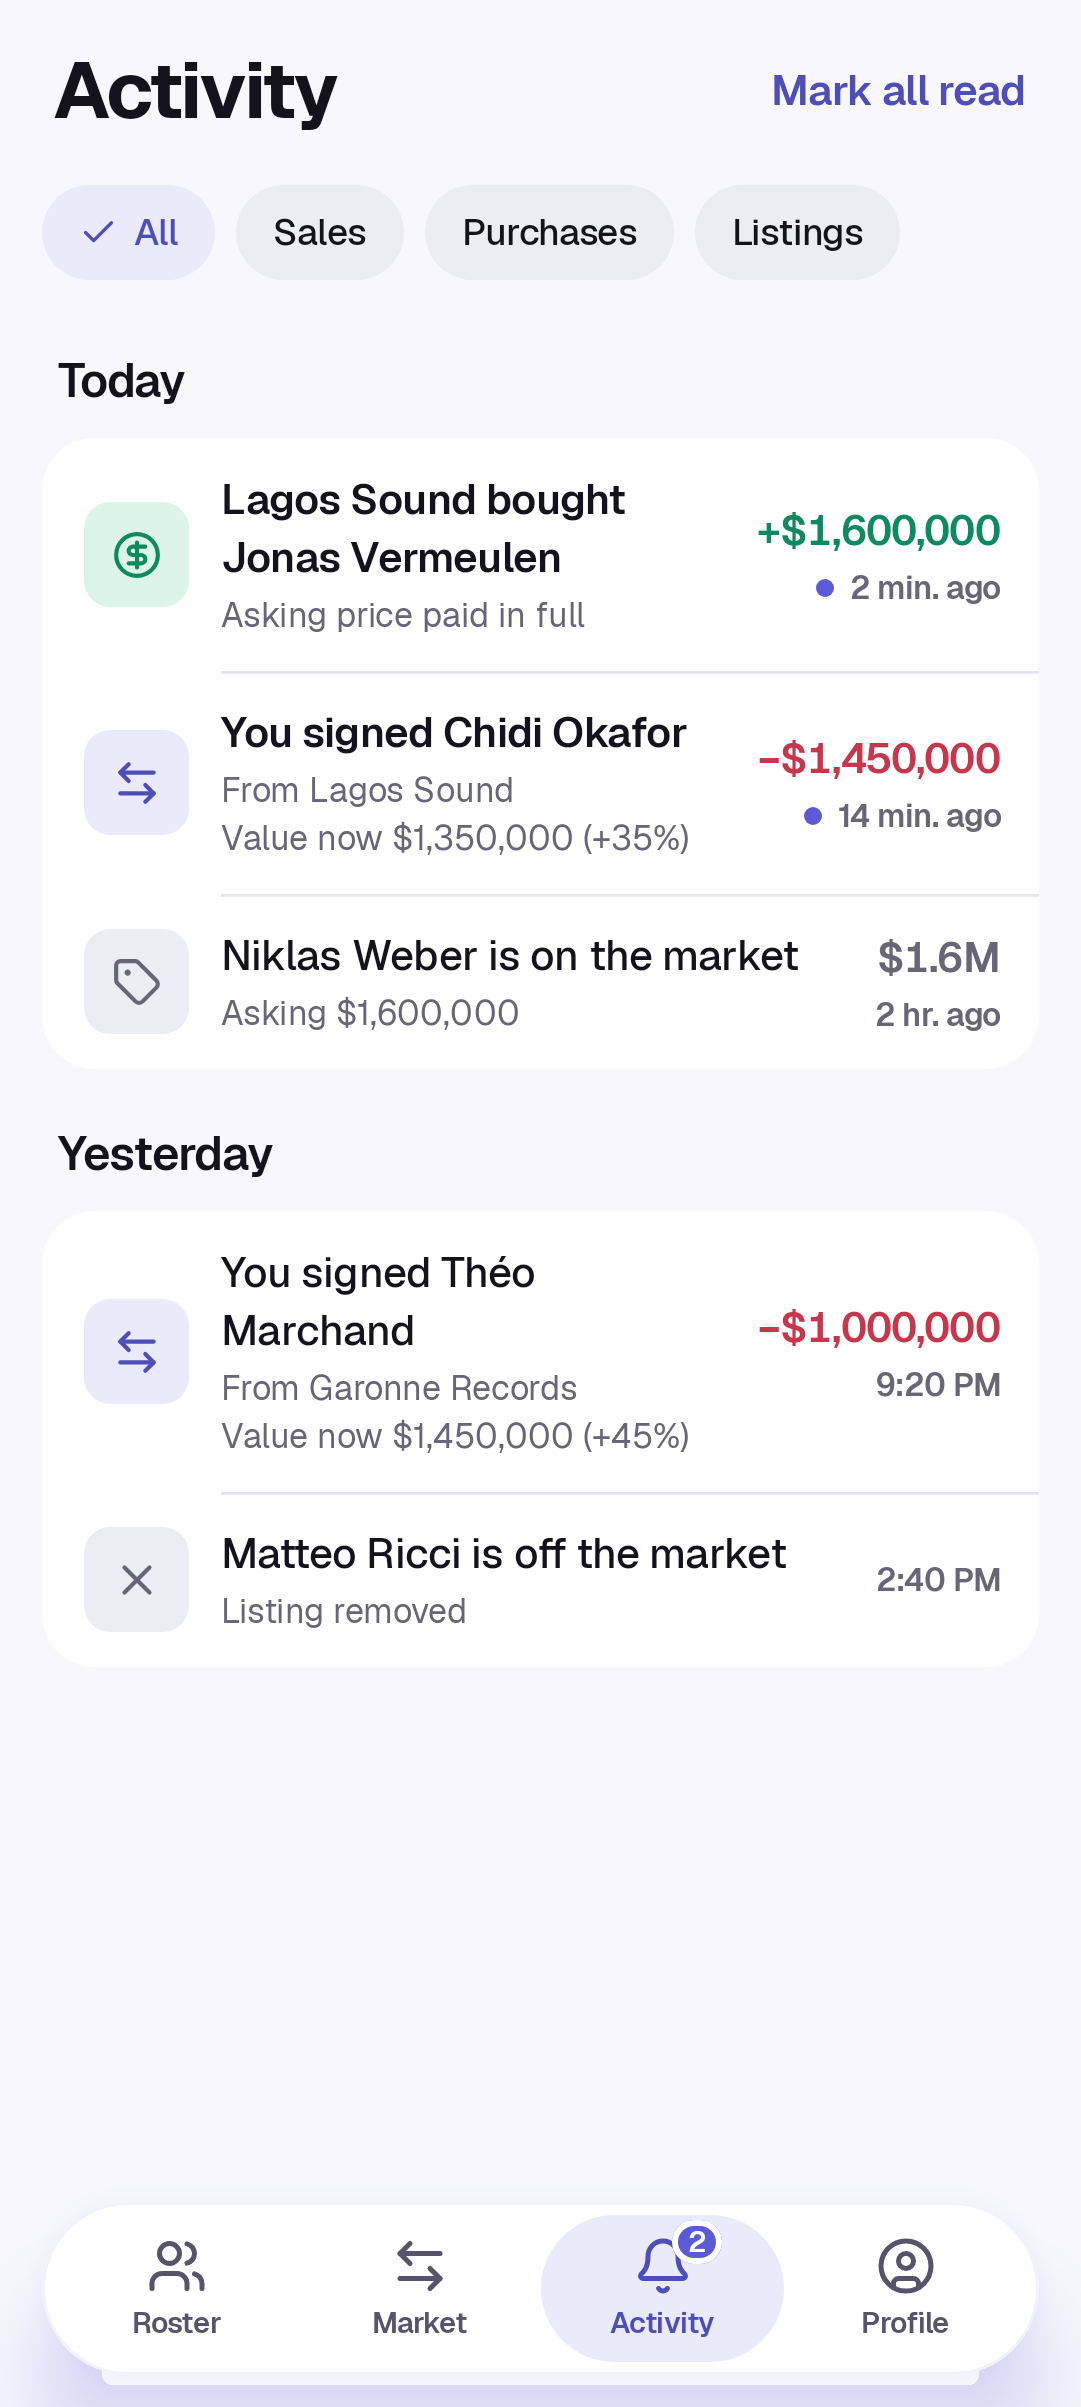 Activity
Mark all read
All
Sales
Purchases
Listings
Today
Lagos Sound bought
Jonas Vermeulen
Asking price paid in full
+$1,600,000
2 min. ago
You signed Chidi Okafor
From Lagos Sound
Value now $1,350,000 (+35%)
−$1,450,000
14 min. ago
Niklas Weber is on the market
Asking $1,600,000
$1.6M
2 hr. ago
Yesterday
You signed Théo
Marchand
From Garonne Records
Value now $1,450,000 (+45%)
−$1,000,000
9:20 PM
Matteo Ricci is off the market
Listing removed
2:40 PM
Roster
Market
2
Activity
Profile